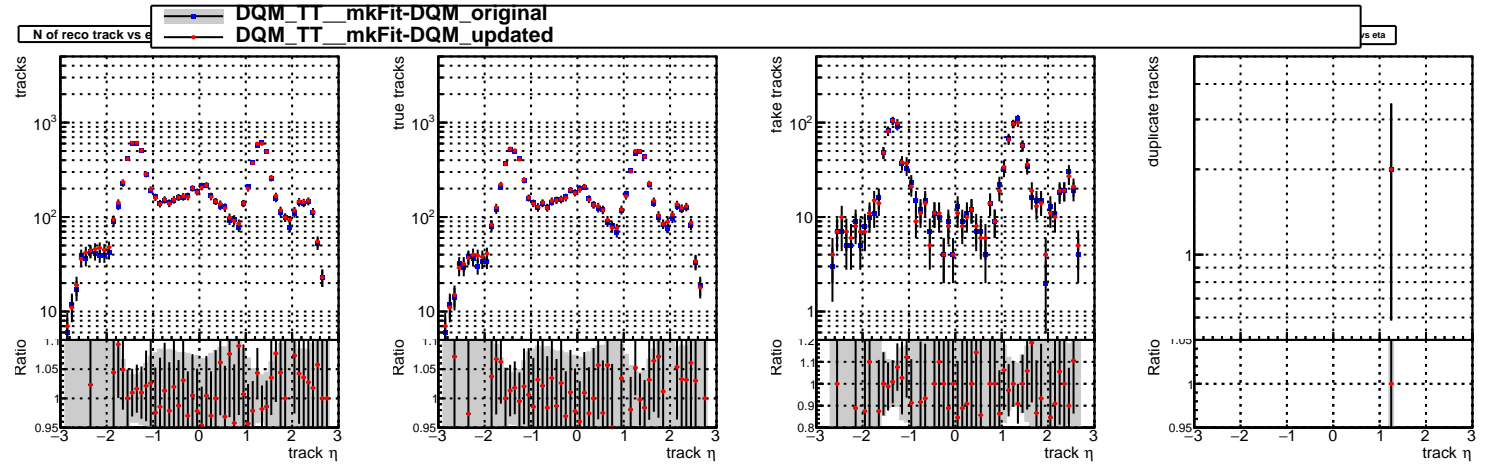 DQM_TT__mkFit-DQM_original
DQM_TT__mkFit-DQM_updated
N of reco track vs e
vs eta
tracks
10³
10²
10
Ratio
1.1
1.05
1
0.95
−3 −2 −1 0 1 2 3
track η
true tracks
10³
10²
10
Ratio
1.1
1.05
1
0.95
−3 −2 −1 0 1 2 3
track η
fake tracks
10²
10
1
Ratio
1.2
1.1
1
0.9
0.8
−3 −2 −1 0 1 2 3
track η
duplicate tracks
1
Ratio
1.05
1
0.95
−3 −2 −1 0 1 2 3
track η